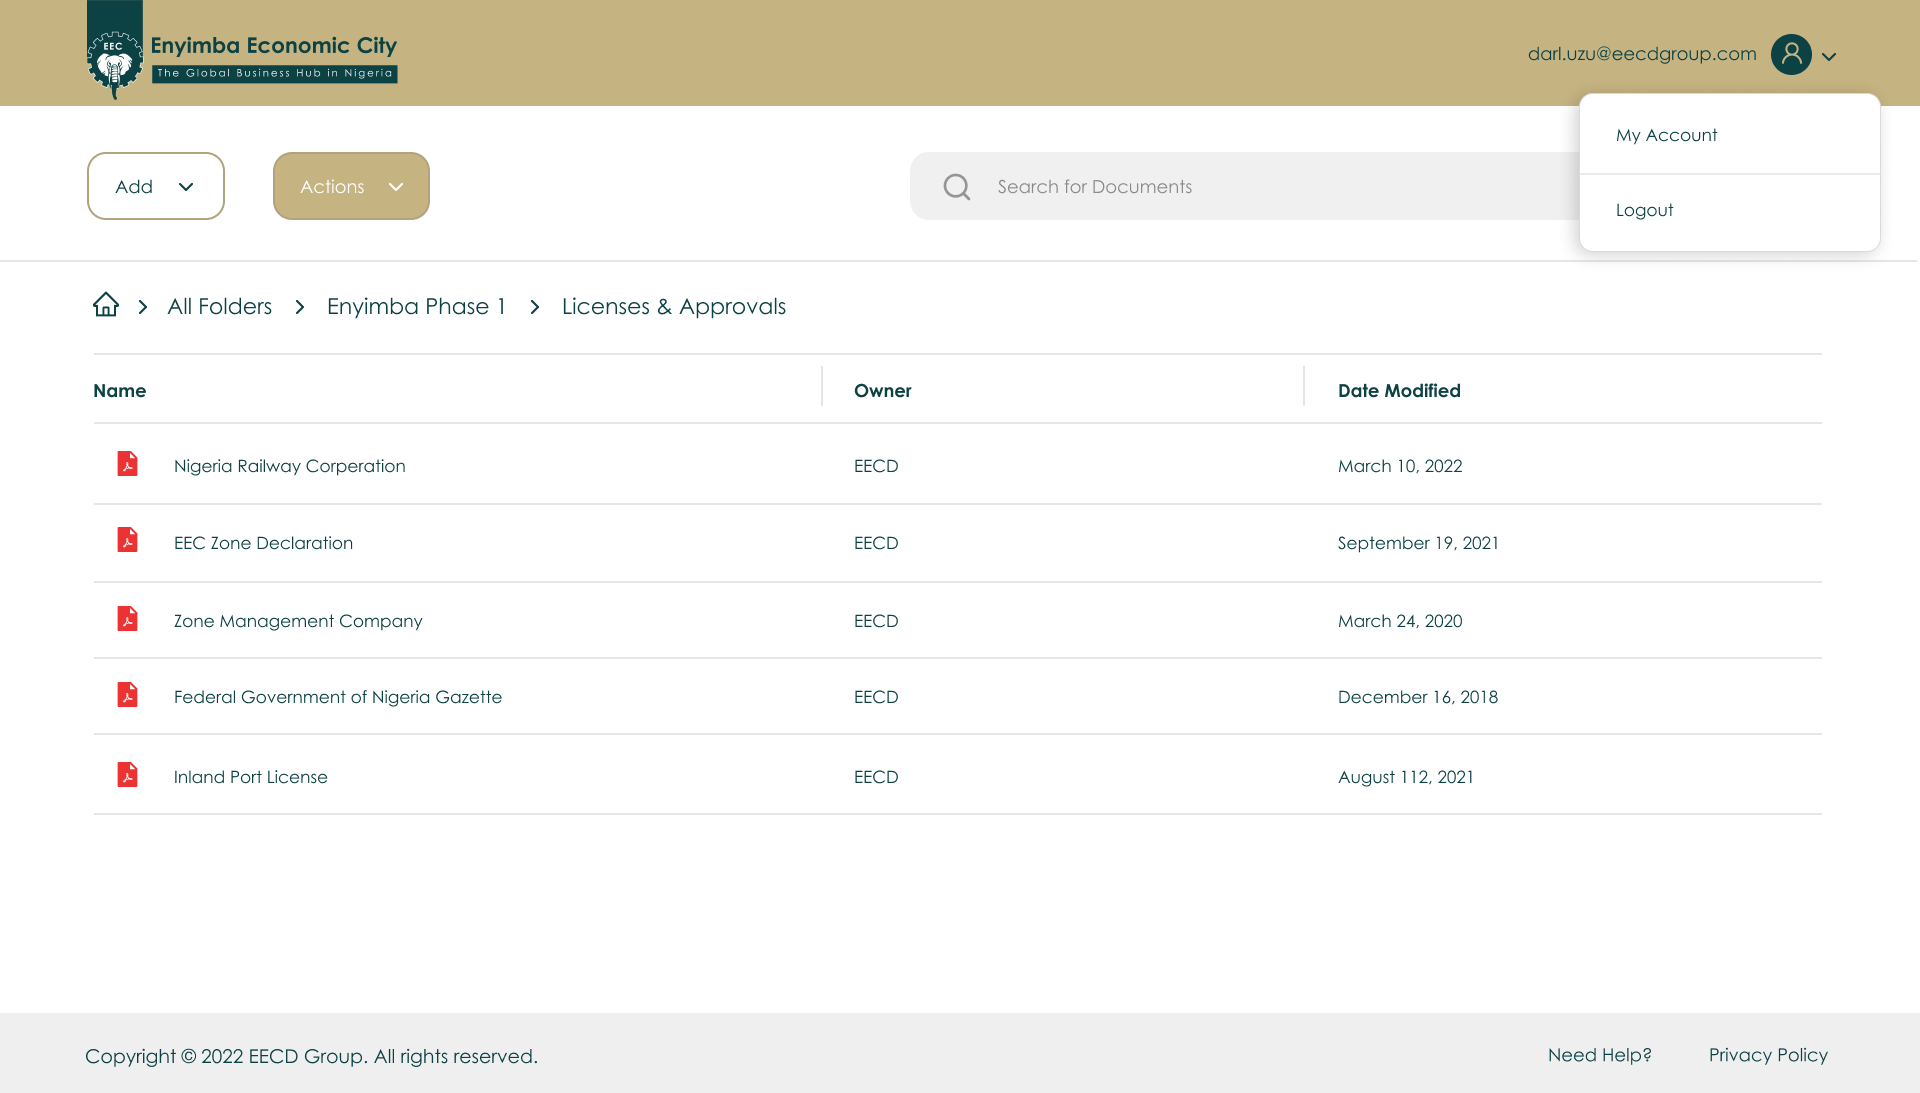 EEC
Enyimba Economic City
The Global Business Hub in Nigeria
darl.uzu@eecdgroup.com
My Account
Logout
Add
Actions
Search for Documents
All Folders
Enyimba Phase 1
Licenses & Approvals
Name Owner Date Modified
Nigeria Railway Corperation EECD March 10, 2022
EEC Zone Declaration EECD September 19, 2021
Zone Management Company EECD March 24, 2020
Federal Government of Nigeria Gazette EECD December 16, 2018
Inland Port License EECD August 112, 2021
Copyright © 2022 EECD Group. All rights reserved.
Need Help?
Privacy Policy